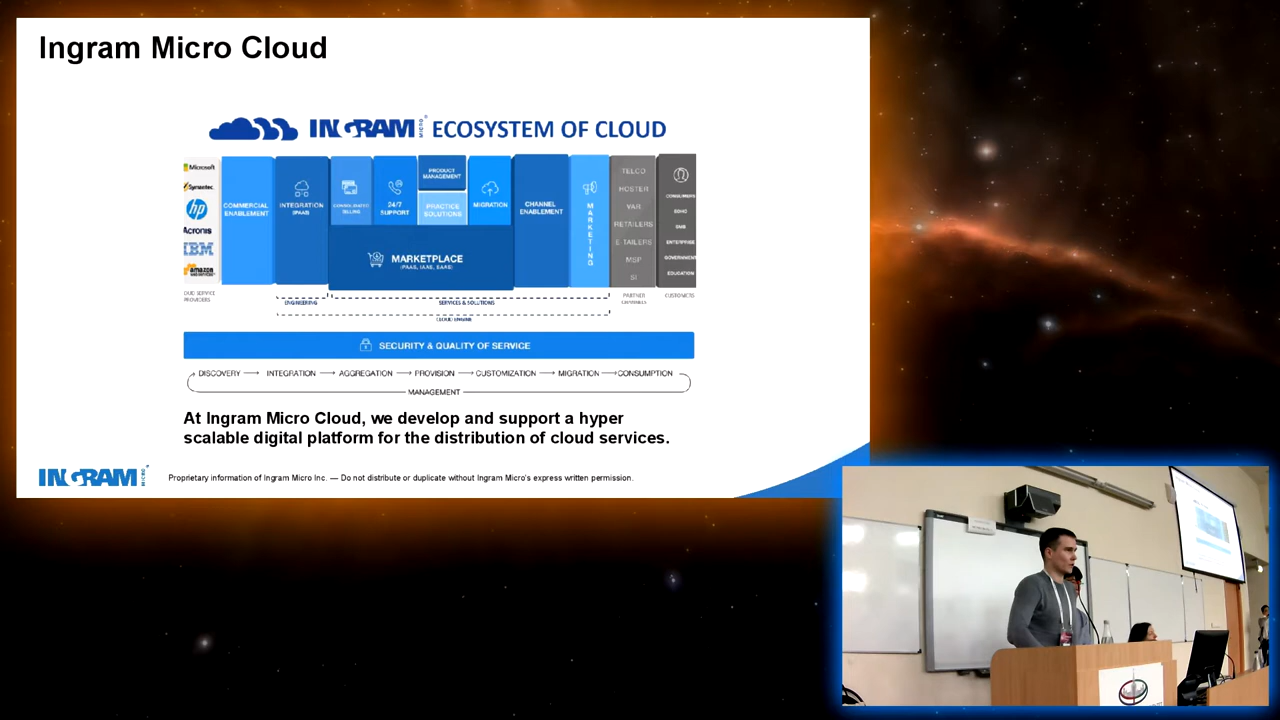 Ingram Micro Cloud
INGRAM MICRO ECOSYSTEM OF CLOUD
Microsoft
Symantec
hp
Acronis
IBM
amazon
COMMERCIAL
ENABLEMENT
INTEGRATION
CONSOLIDATED
BILLING
24/7
SUPPORT
PRODUCT
MANAGEMENT
PRACTICE
SOLUTIONS
MIGRATION
MARKETPLACE
(PAAS, IAAS, SAAS)
CHANNEL
ENABLEMENT
MARKETING
TELCO
HOSTER
VAR
RETAILERS
E TAILERS
MSP
SI
CONSUMERS
SOHO
SMB
ENTERPRISE
GOVERNMENT
EDUCATION
SERVICE
PROVIDERS
ENGINEERING
SERVICES & SOLUTIONS
PARTNER
CHANNELS
CUSTOMERS
SECURITY & QUALITY OF SERVICE
DISCOVERY → INTEGRATION → AGGREGATION → PROVISION → CUSTOMIZATION → MIGRATION → CONSUMPTION
MANAGEMENT
At Ingram Micro Cloud, we develop and support a hyper
scalable digital platform for the distribution of cloud services.
INGRAM MICRO
Proprietary information of Ingram Micro Inc. — Do not distribute or duplicate without Ingram Micro's express written permission.